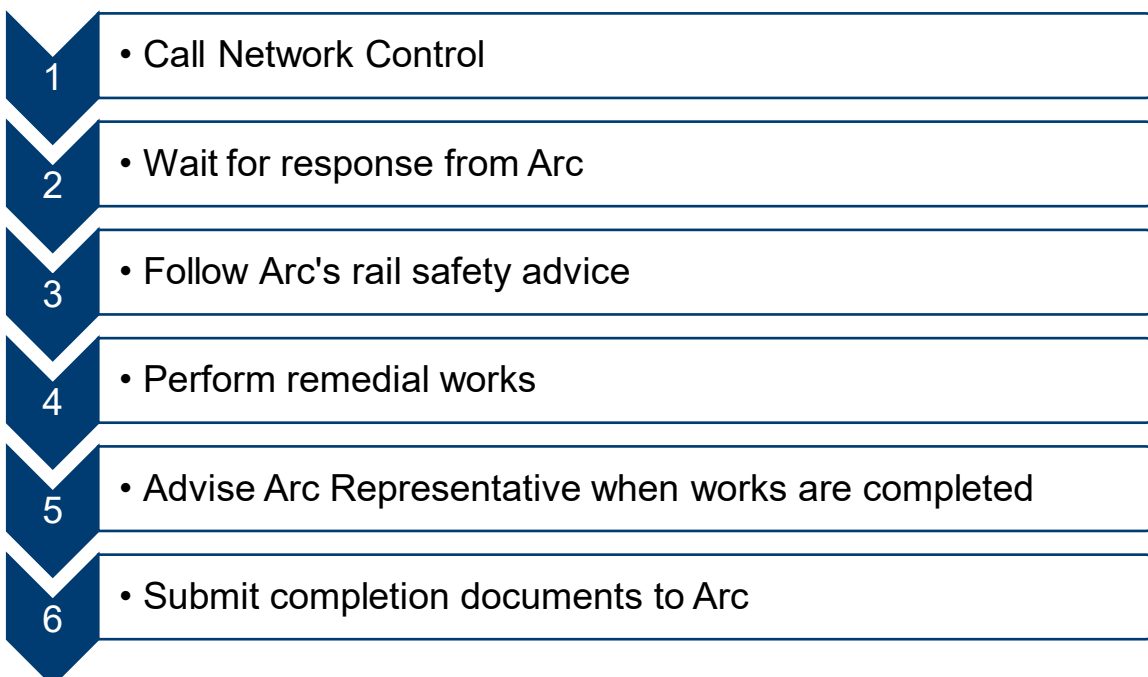 1
• Call Network Control
2
• Wait for response from Arc
3
• Follow Arc's rail safety advice
4
• Perform remedial works
5
• Advise Arc Representative when works are completed
6
• Submit completion documents to Arc